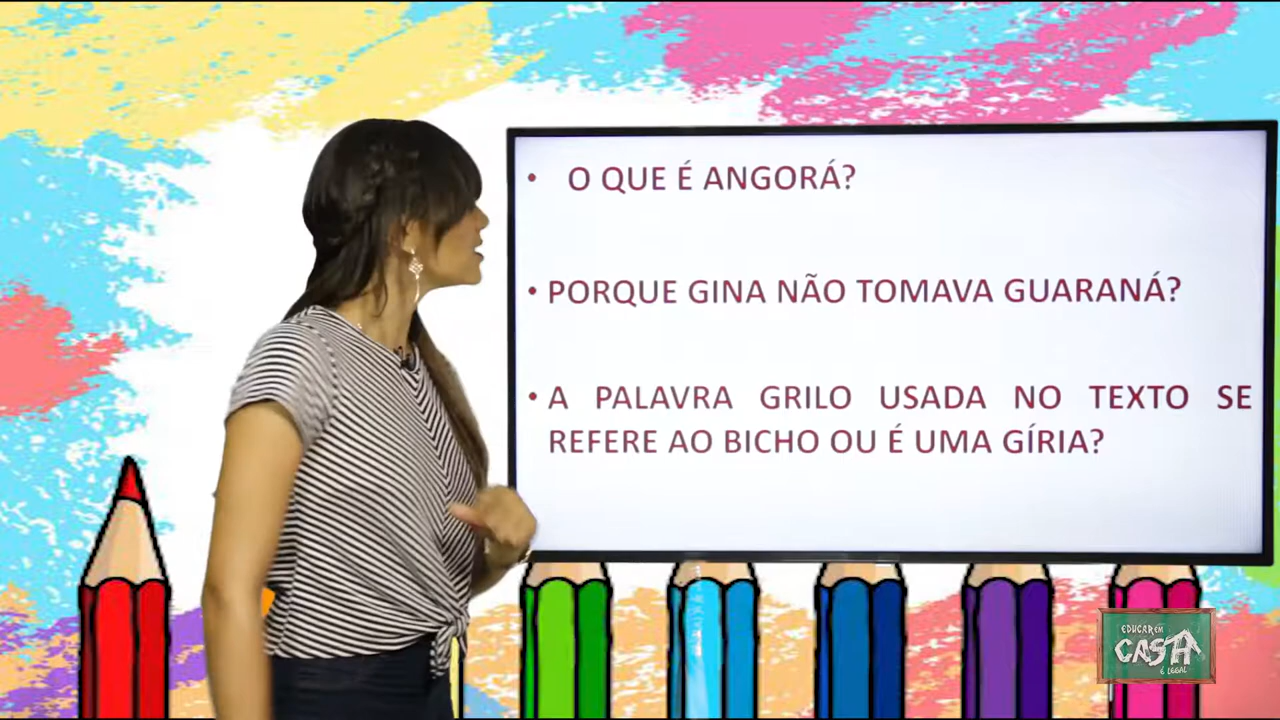 • O QUE É ANGORÁ?
• PORQUE GINA NÃO TOMAVA GUARANÁ?
• A PALAVRA GRILO USADA NO TEXTO SE
REFERE AO BICHO OU É UMA GÍRIA?
EDUCAR EM
CASA
É LEGAL